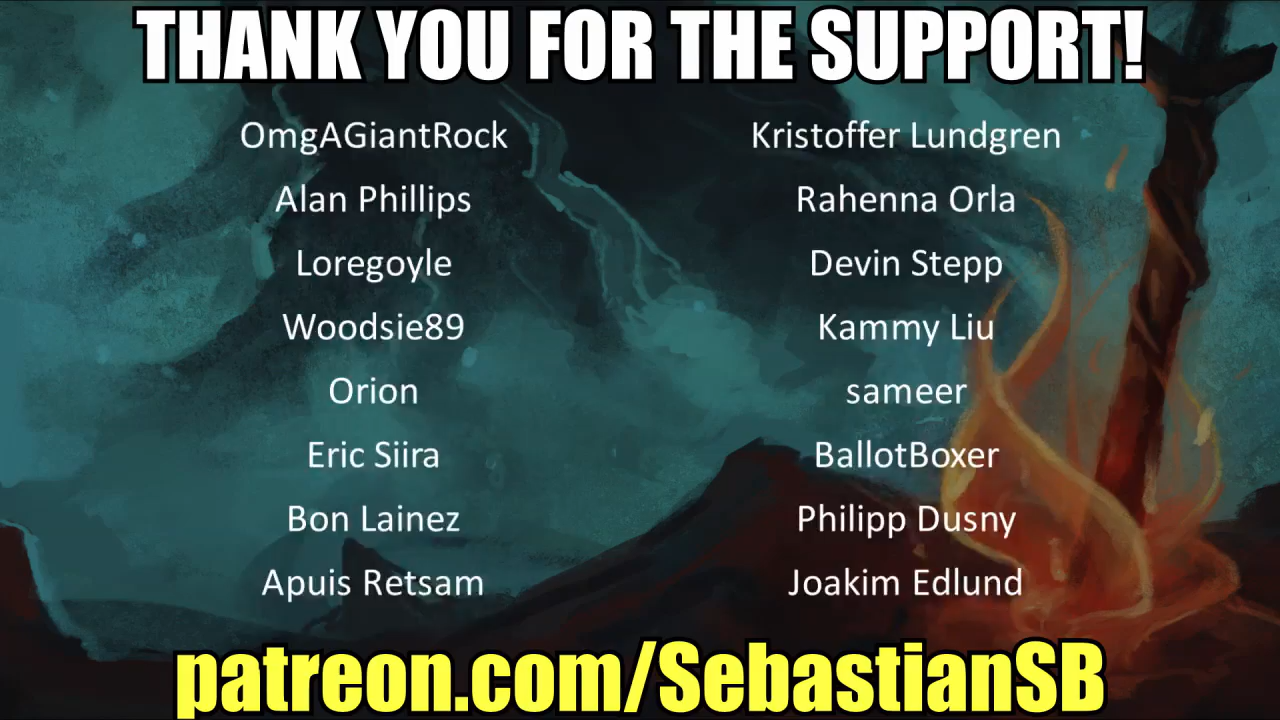 THANK YOU FOR THE SUPPORT!
OmgAGiantRock
Alan Phillips
Loregoyle
Woodsie89
Orion
Eric Siira
Bon Lainez
Apuis Retsam
Kristoffer Lundgren
Rahenna Orla
Devin Stepp
Kammy Liu
sameer
BallotBoxer
Philipp Dusny
Joakim Edlund
patreon.com/SebastianSB